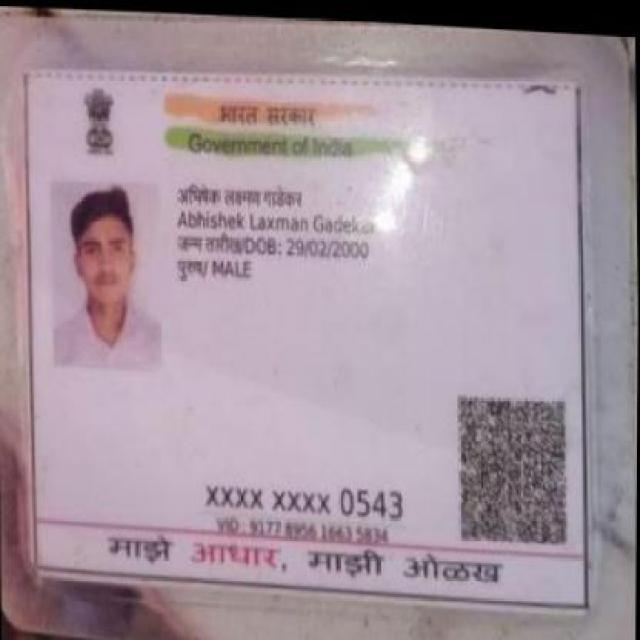 भारत सरकार
Government of India
अभिषेक लक्ष्मण गाडेकर
Abhishek Laxman Gadekar
जन्म तारीख/DOB: 29/02/2000
पुरुष/ MALE
XXXX XXXX 0543
VID : 9177 8956 1663 5834
माझे आधार, माझी ओळख